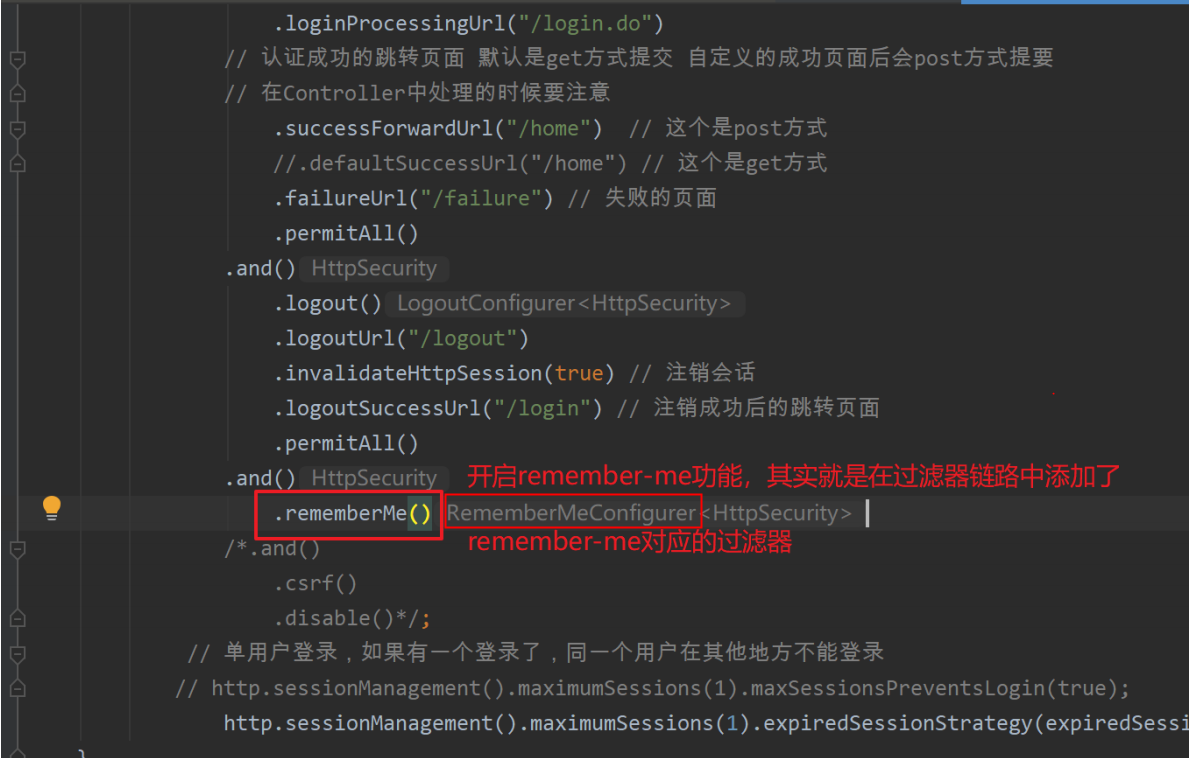 .loginProcessingUrl("/login.do")
// 认证成功的跳转页面 默认是get方式提交 自定义的成功页面后会post方式提要
// 在Controller中处理的时候要注意
.successForwardUrl("/home") // 这个是post方式
//.defaultSuccessUrl("/home") // 这个是get方式
.failureUrl("/failure") // 失败的页面
.permitAll()
.and() HttpSecurity
.logout() LogoutConfigurer<HttpSecurity>
.logoutUrl("/logout")
.invalidateHttpSession(true) // 注销会话
.logoutSuccessUrl("/login") // 注销成功后的跳转页面
.permitAll()
.and() HttpSecurity 开启remember-me功能，其实就是在过滤器链路中添加了
.rememberMe() RememberMeConfigurer<HttpSecurity>
remember-me对应的过滤器
/*.and()
.csrf()
.disable()*/;
// 单用户登录，如果有一个登录了，同一个用户在其他地方不能登录
// http.sessionManagement().maximumSessions(1).maxSessionsPreventsLogin(true);
http.sessionManagement().maximumSessions(1).expiredSessionStrategy(expiredSessi
}